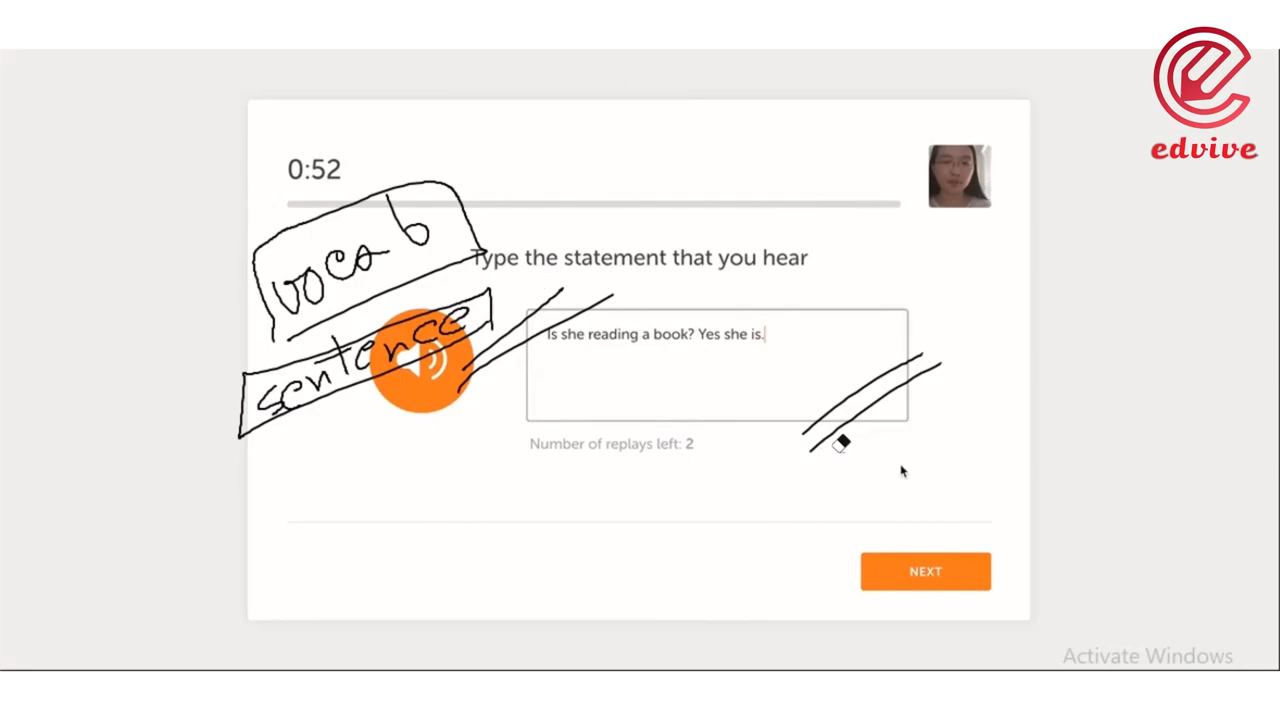 edvive
0:52
vocab
Type the statement that you hear
sentence
Is she reading a book? Yes she is.
Number of replays left: 2
NEXT
Activate Windows